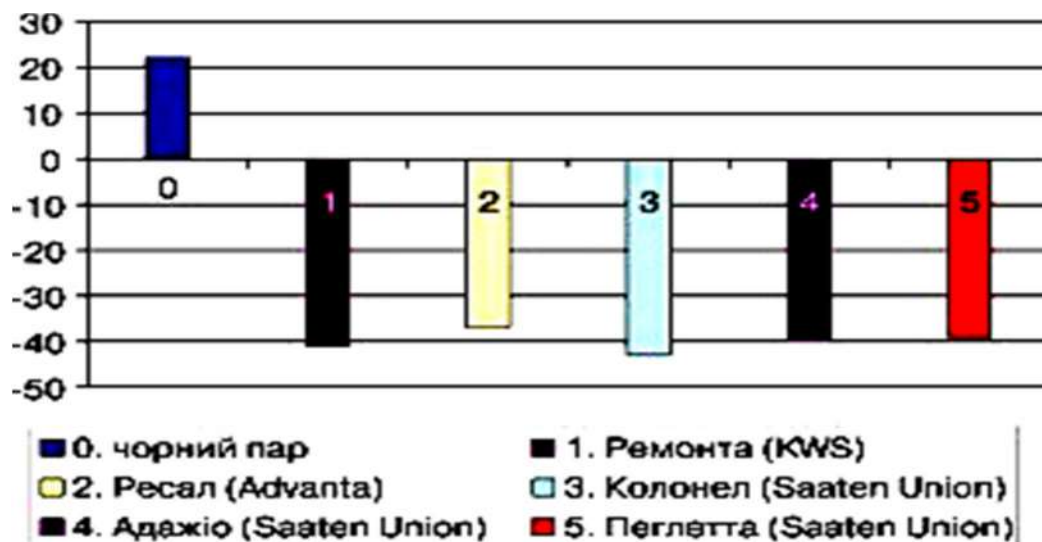 30
20
10
0
-10
-20
-30
-40
-50
0
1
2
3
4
5
0. чорний пар
1. Ремонта (KWS)
2. Ресал (Advanta)
3. Колонел (Saaten Union)
4. Адажіо (Saaten Union)
5. Пеглетта (Saaten Union)